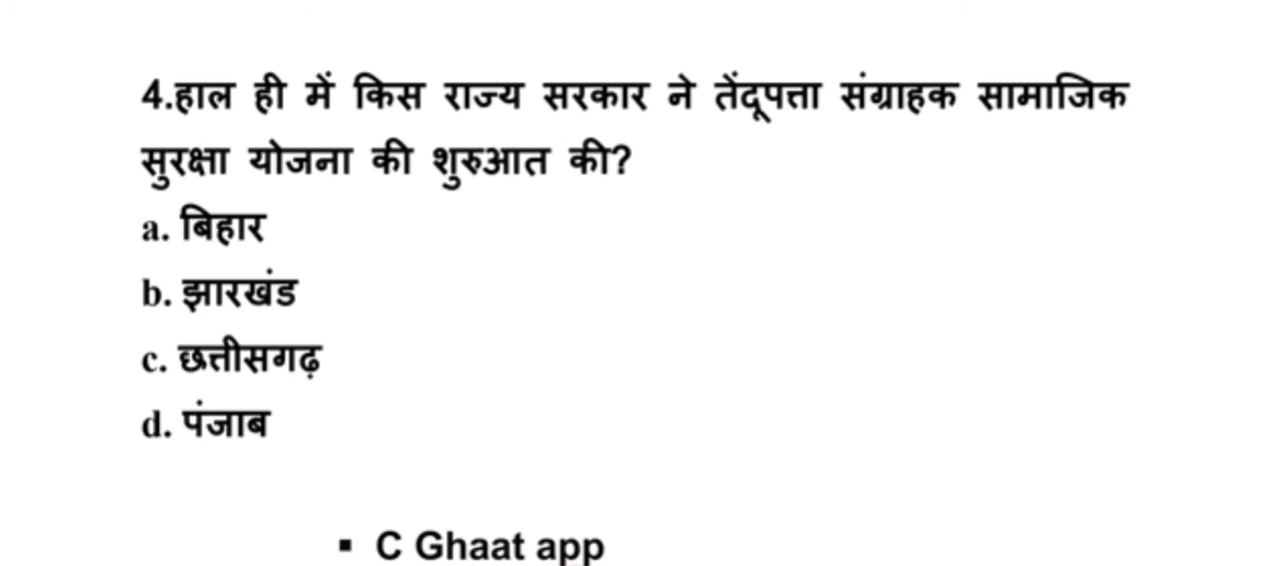 4.हाल ही में किस राज्य सरकार ने तेंदूपत्ता संग्राहक सामाजिक
सुरक्षा योजना की शुरुआत की?
a. बिहार
b. झारखंड
c. छत्तीसगढ़
d. पंजाब
▪ C Ghaat app